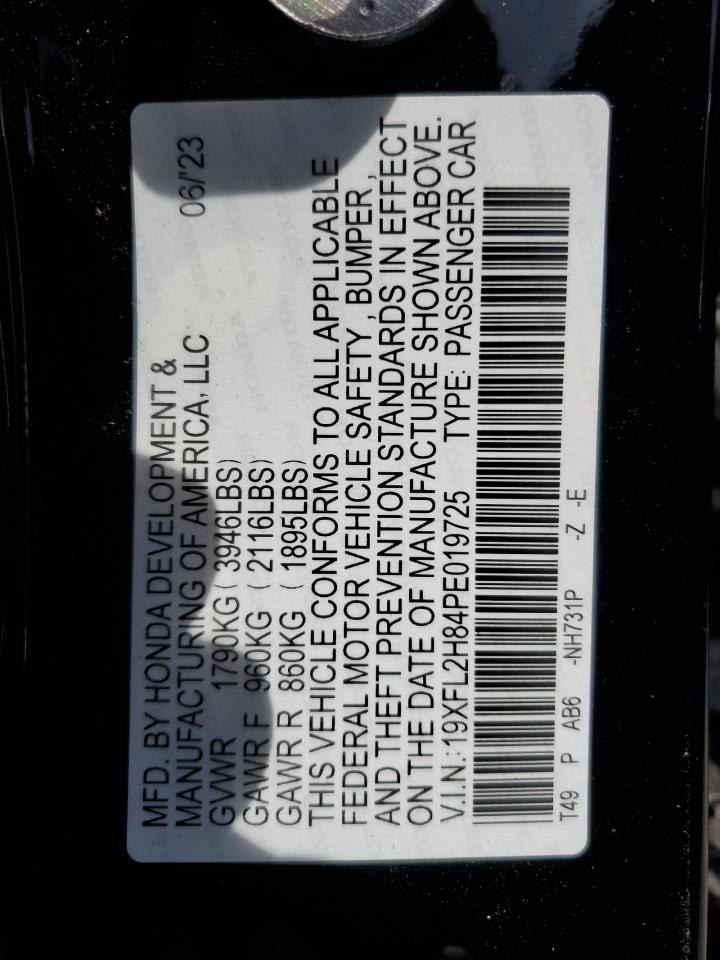 MFD. BY HONDA DEVELOPMENT &
MANUFACTURING OF AMERICA, LLC 06/'23
GVWR 1790KG (3946LBS)
GAWR F 960KG (2116LBS)
GAWR R 860KG (1895LBS)
THIS VEHICLE CONFORMS TO ALL APPLICABLE
FEDERAL MOTOR VEHICLE SAFETY, BUMPER,
AND THEFT PREVENTION STANDARDS IN EFFECT
ON THE DATE OF MANUFACTURE SHOWN ABOVE.
V.I.N.: 19XFL2H84PE019725 TYPE: PASSENGER CAR
T49 P AB6 -NH731P -Z -E